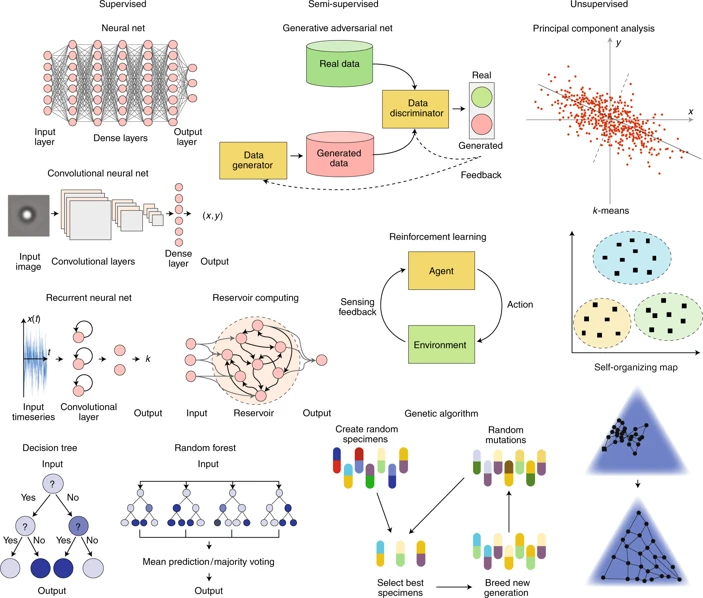 Supervised
Semi-supervised
Unsupervised
Neural net
Input
layer
Dense layers
Output
layer
Convolutional neural net
(x,y)
Input
image
Convolutional layers
Dense
layer
Output
Recurrent neural net
x(t)
t
k
Input
timeseries
Convolutional
layer
Output
Reservoir computing
Input
Reservoir
Output
Decision tree
Input
?
Yes
No
?
?
Yes
No
Yes
No
Output
Random forest
Input
Mean prediction/majority voting
Output
Generative adversarial net
Real data
Real
Data
discriminator
Data
generator
Generated
data
Generated
Feedback
Reinforcement learning
Agent
Sensing
feedback
Action
Environment
Genetic algorithm
Create random
specimens
Random
mutations
Select best
specimens
Breed new
generation
Principal component analysis
y
x
k-means
Self-organizing map